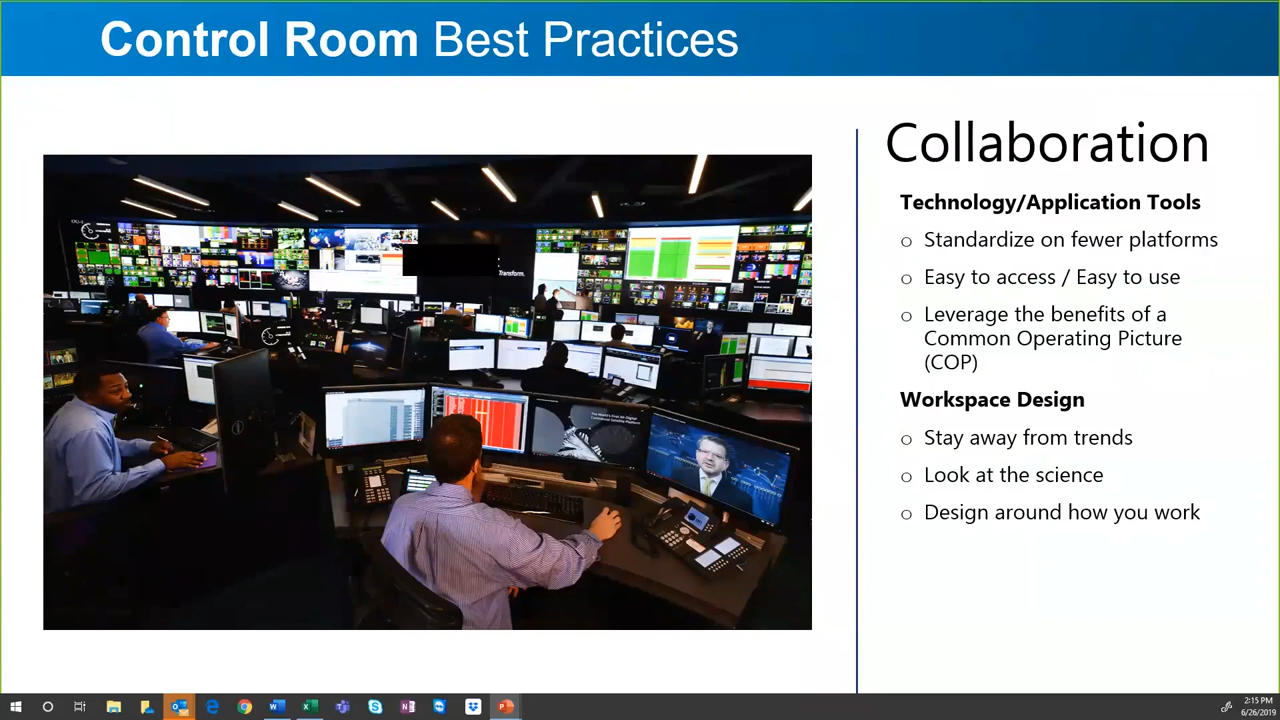 Control Room Best Practices
Collaboration
Technology/Application Tools
Standardize on fewer platforms
Easy to access / Easy to use
Leverage the benefits of a
Common Operating Picture
(COP)
Workspace Design
Stay away from trends
Look at the science
Design around how you work
Transform.
2:15 PM
6/26/2019